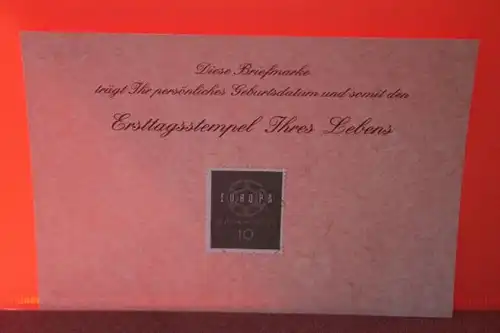 Diese Briefmarke
trägt Ihr persönliches Geburtsdatum und somit den
Ersttagsstempel Ihres Lebens
EUROPA
10